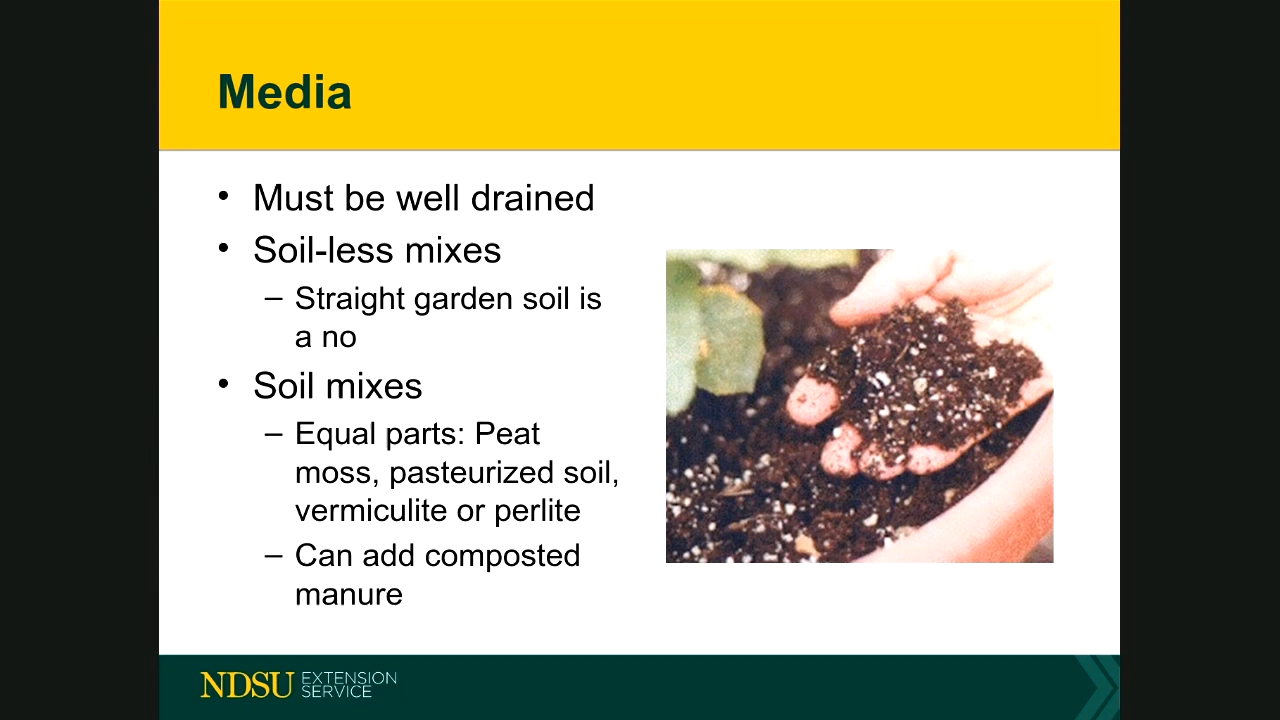 Media
• Must be well drained
• Soil-less mixes
– Straight garden soil is
a no
• Soil mixes
– Equal parts: Peat
moss, pasteurized soil,
vermiculite or perlite
– Can add composted
manure
NDSU EXTENSION
SERVICE